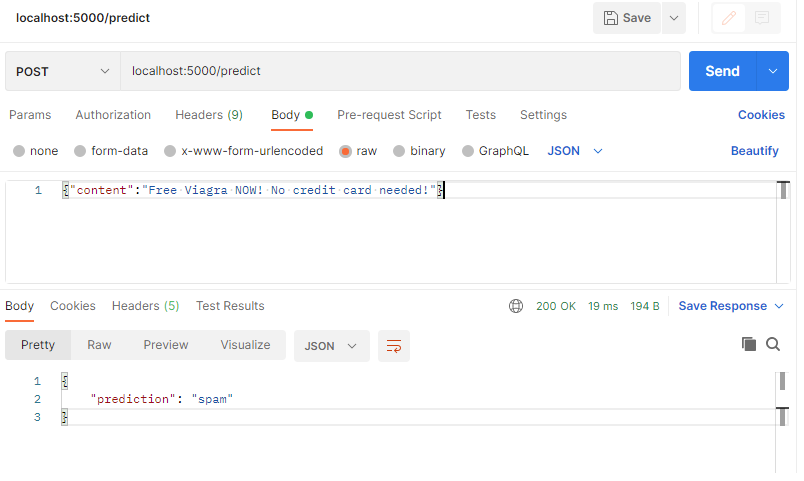 localhost:5000/predict Save
POST localhost:5000/predict Send
Params Authorization Headers (9) Body Pre-request Script Tests Settings Cookies
none form-data x-www-form-urlencoded raw binary GraphQL JSON Beautify
1 {"content":"Free Viagra NOW! No credit card needed!"}
Body Cookies Headers (5) Test Results 200 OK 19 ms 194 B Save Response
Pretty Raw Preview Visualize JSON
1 {
2 "prediction": "spam"
3 }